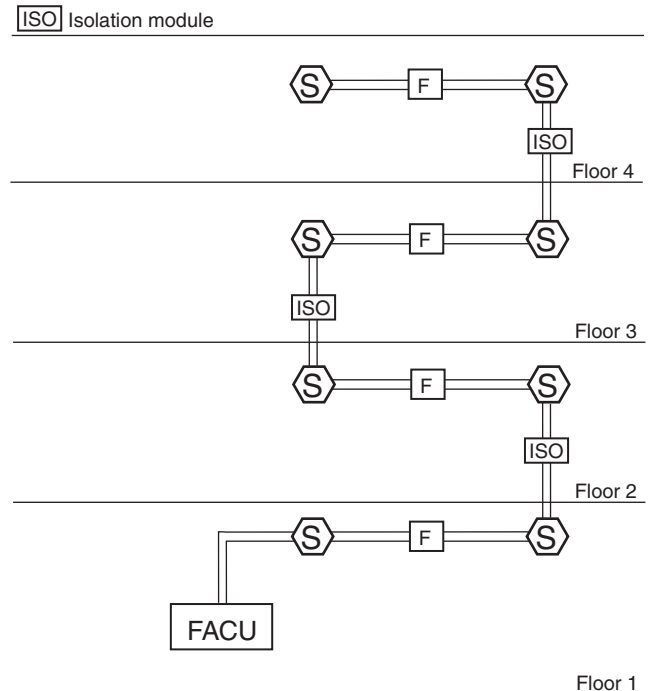 ISO Isolation module
S F S
ISO
Floor 4
S F S
ISO
Floor 3
S F S
ISO
Floor 2
S F S
FACU
Floor 1